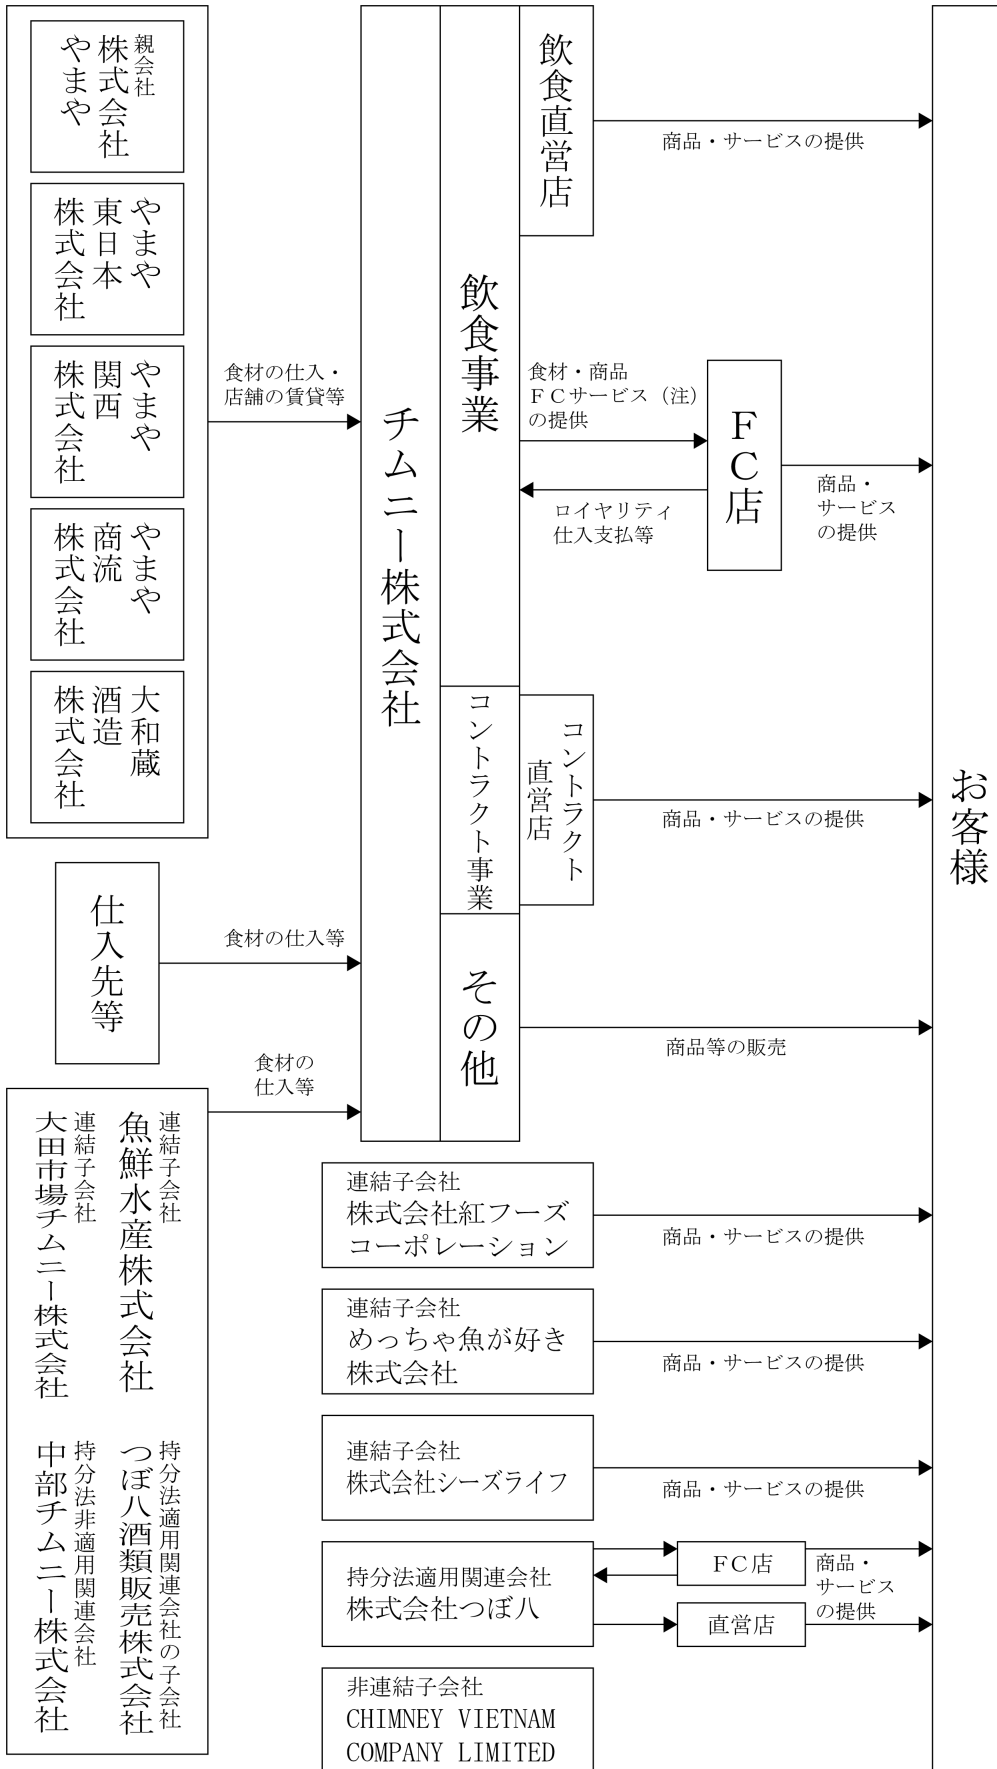 親会社
株式会社
やまや
やまや
東日本
株式会社
やまや
関西
株式会社
やまや
商流
株式会社
大和蔵
酒造
株式会社
食材の仕入・
店舗の賃貸等
仕入先等
食材の仕入等
食材の
仕入等
連結子会社
魚鮮水産株式会社
連結子会社
大田市場チムニー株式会社
持分法適用関連会社の子会社
つぼ八酒類販売株式会社
持分法非適用関連会社
中部チムニー株式会社
チムニー株式会社
飲食事業
飲食直営店
商品・サービスの提供
食材・商品
ＦＣサービス（注）
の提供
ロイヤリティ
仕入支払等
ＦＣ店
商品・
サービス
の提供
コントラクト事業
コントラクト
直営店
商品・サービスの提供
その他
商品等の販売
連結子会社
株式会社紅フーズ
コーポレーション
商品・サービスの提供
連結子会社
めっちゃ魚が好き
株式会社
商品・サービスの提供
連結子会社
株式会社シーズライフ
商品・サービスの提供
持分法適用関連会社
株式会社つぼ八
ＦＣ店
直営店
商品・
サービス
の提供
非連結子会社
CHIMNEY VIETNAM
COMPANY LIMITED
お客様